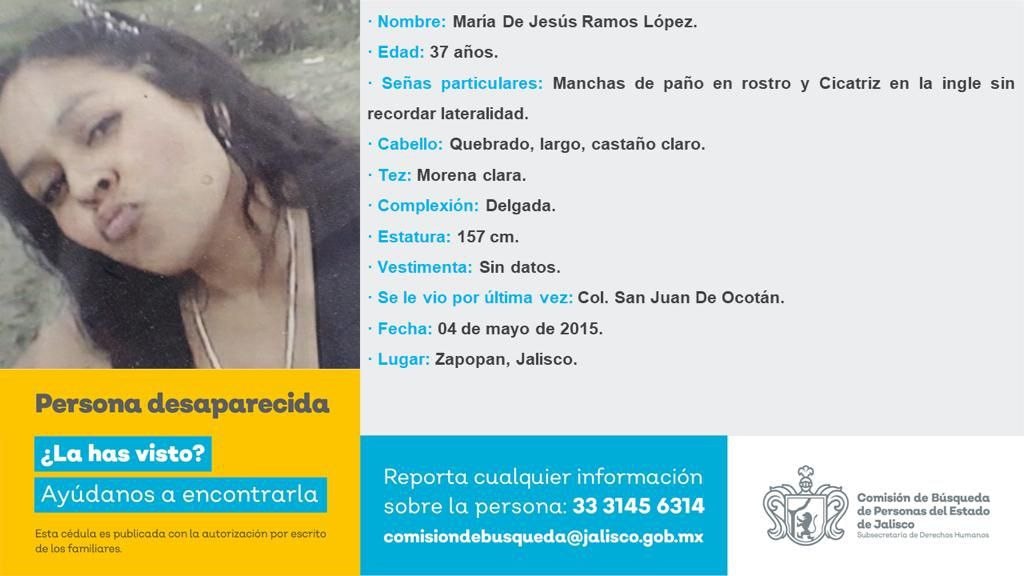 · Nombre: María De Jesús Ramos López.
· Edad: 37 años.
· Señas particulares: Manchas de paño en rostro y Cicatriz en la ingle sin
recordar lateralidad.
· Cabello: Quebrado, largo, castaño claro.
· Tez: Morena clara.
· Complexión: Delgada.
· Estatura: 157 cm.
· Vestimenta: Sin datos.
· Se le vio por última vez: Col. San Juan De Ocotán.
· Fecha: 04 de mayo de 2015.
· Lugar: Zapopan, Jalisco.
Persona desaparecida
¿La has visto?
Ayúdanos a encontrarla
Esta cédula es publicada con la autorización por escrito
de los familiares.
Reporta cualquier información
sobre la persona: 33 3145 6314
comisiondebusqueda@jalisco.gob.mx
Comisión de Búsqueda
de Personas del Estado
de Jalisco
Subsecretaría de Derechos Humanos